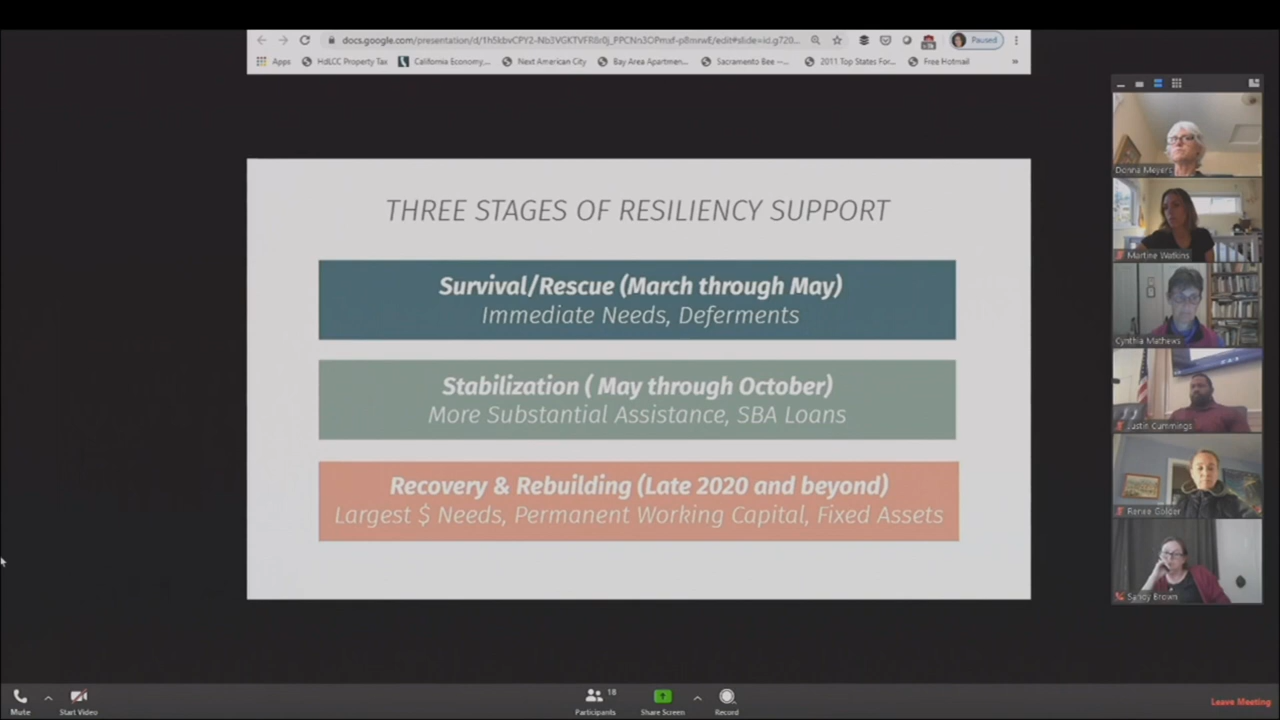 Paused
Apps
HdLCC Property Tax
California Economy,...
Next American City
Bay Area Apartmen...
Sacramento Bee —...
2011 Top States For...
Free Hotmail
»
THREE STAGES OF RESILIENCY SUPPORT
Survival/Rescue (March through May)
Immediate Needs, Deferments
Stabilization ( May through October)
More Substantial Assistance, SBA Loans
Recovery & Rebuilding (Late 2020 and beyond)
Largest $ Needs, Permanent Working Capital, Fixed Assets
Donna Meyers
Martine Watkins
Cynthia Mathews
Justin Cummings
Renee Golder
Sandy Brown
Mute
Start Video
18
Participants
Share Screen
Record
Leave Meeting